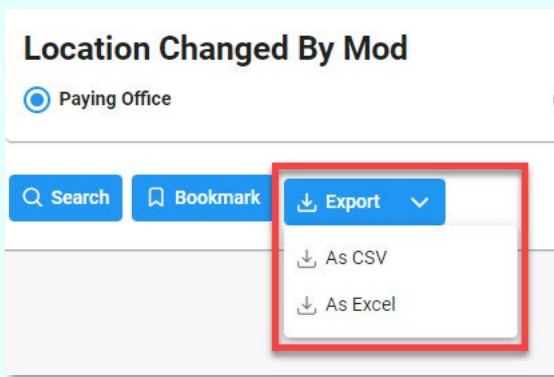 Location Changed By Mod
Paying Office
Search Bookmark Export
As CSV
As Excel